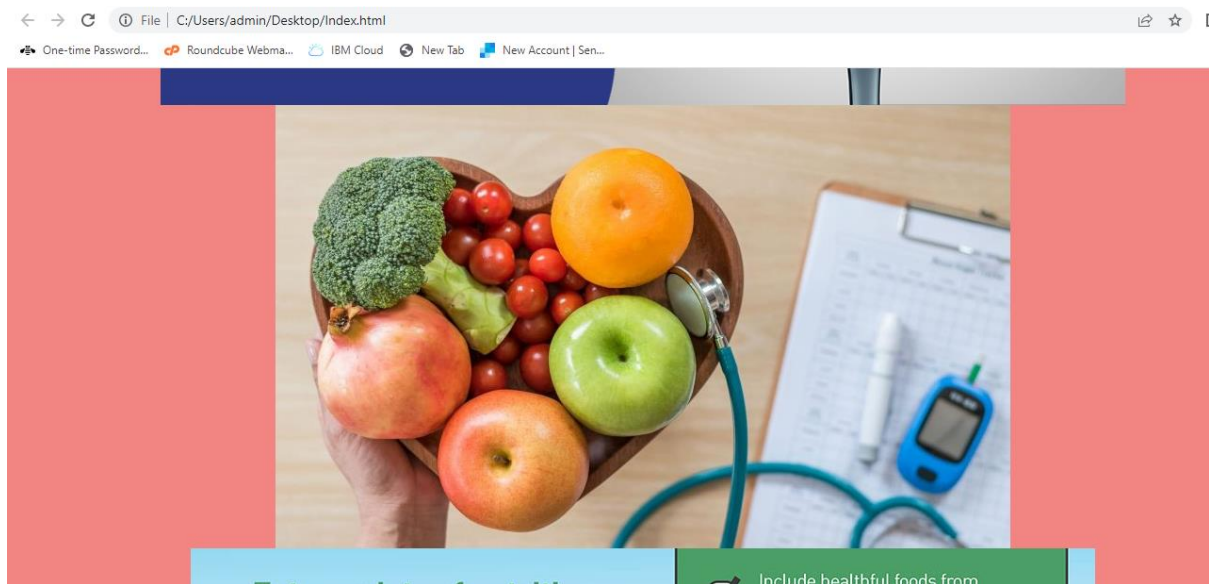 File | C:/Users/admin/Desktop/Index.html
One-time Password... Roundcube Webma... IBM Cloud New Tab New Account | Sen...
Include healthful foods from